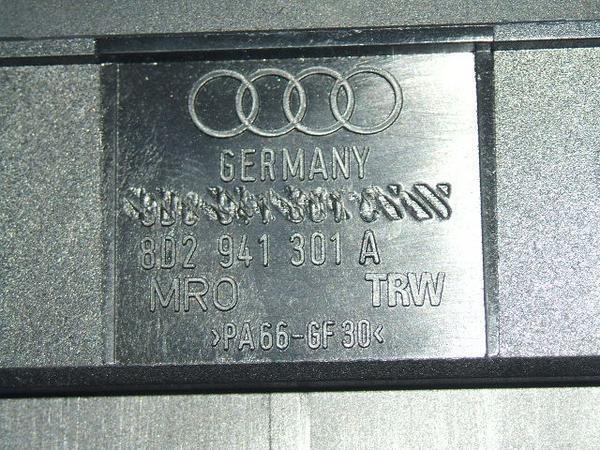 GERMANY
8D2 941 301 A
MRO TRW
>PA66-GF30<